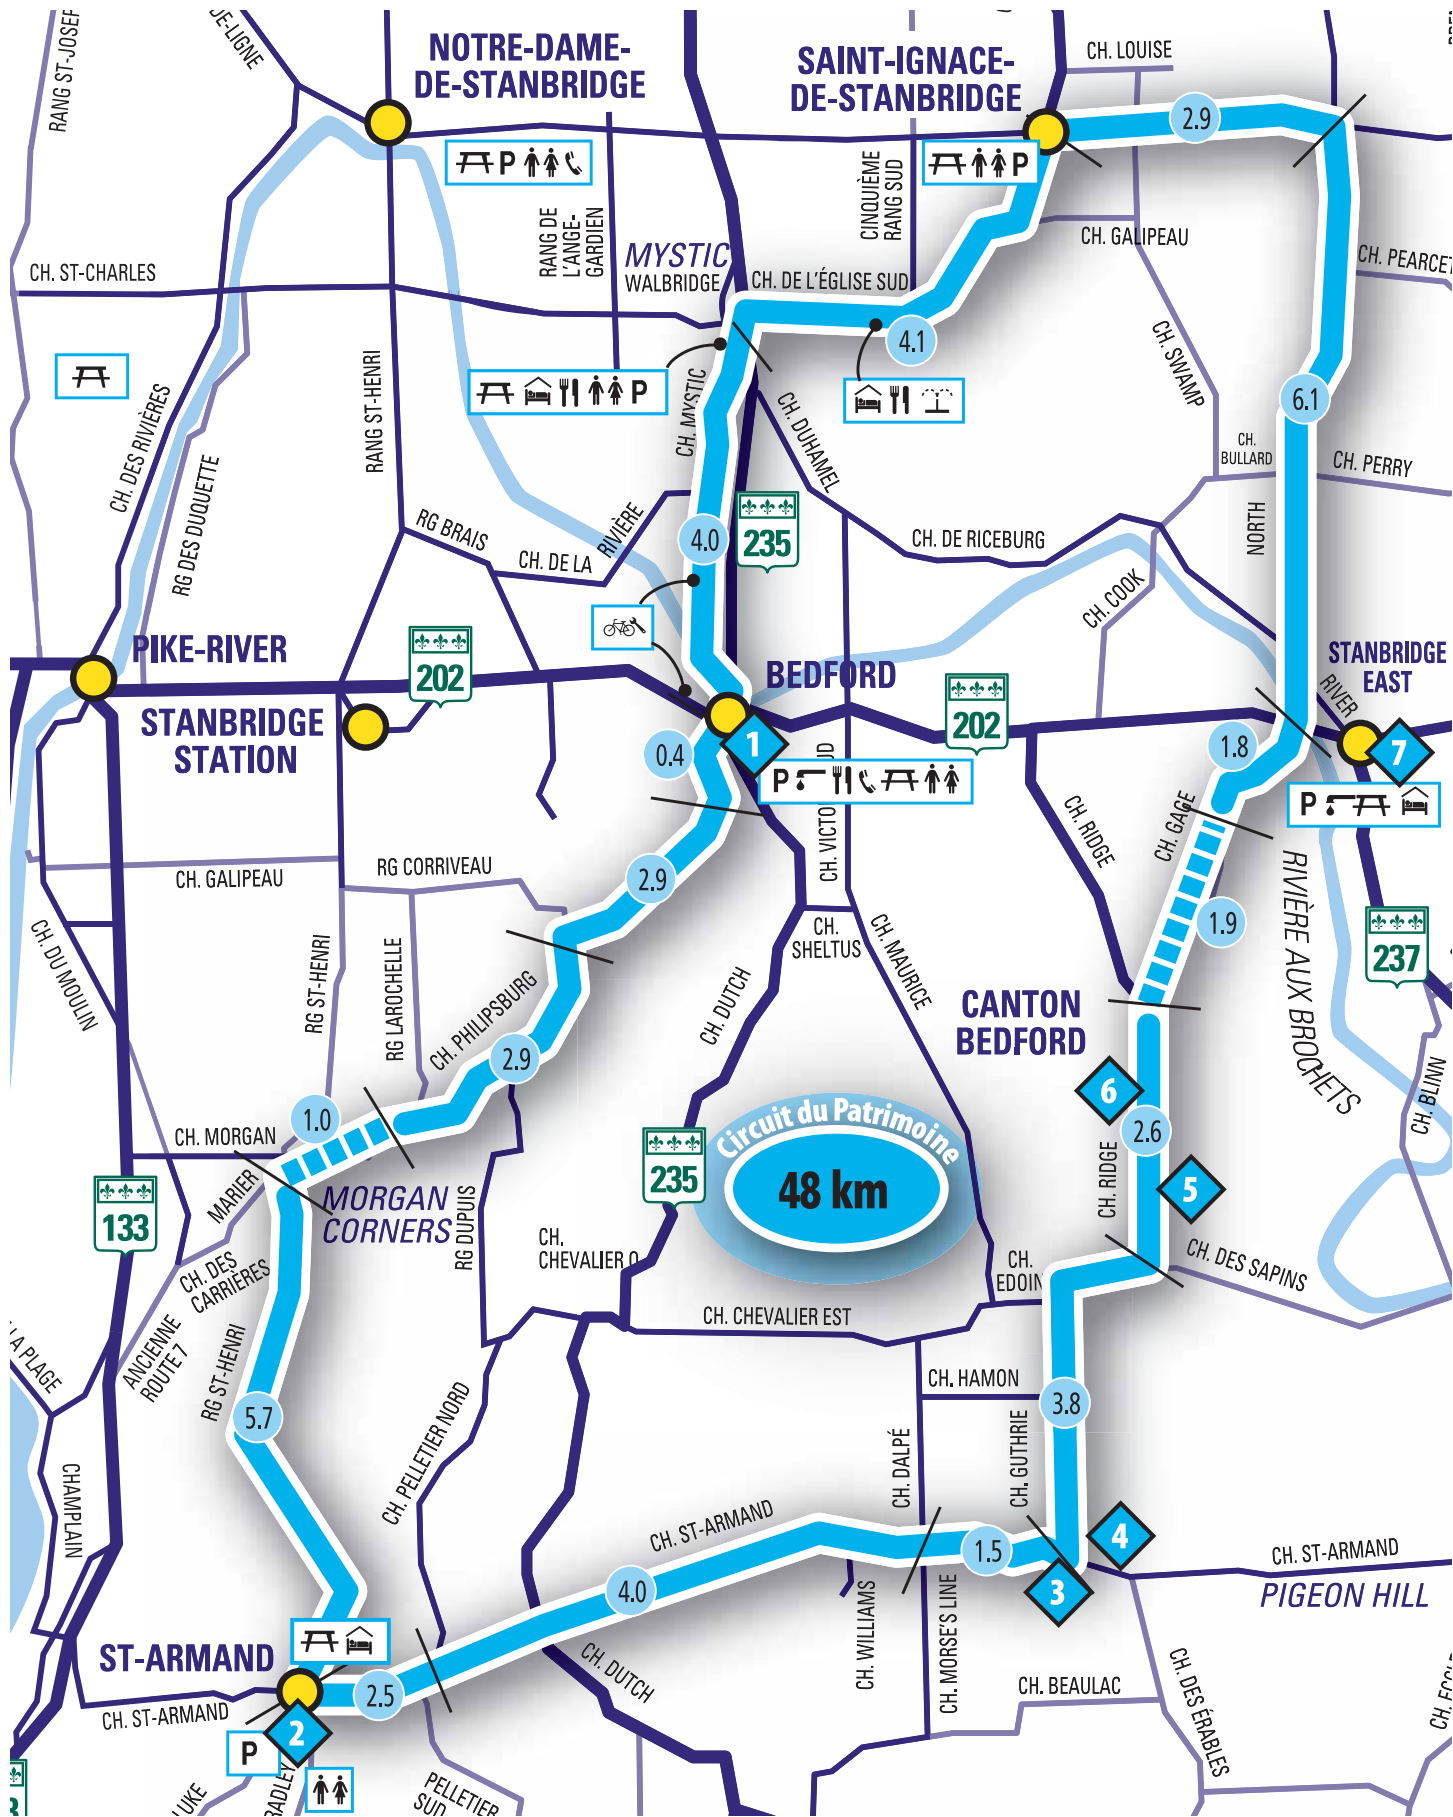 RANG ST-JOSEP
DE-LIGNE
NOTRE-DAME-
DE-STANBRIDGE
SAINT-IGNACE-
DE-STANBRIDGE
CH. LOUISE
2.9
P
P
CINQUIÈME
RANG SUD
RANG DE
L'ANGE-
GARDIEN
MYSTIC
WALBRIDGE
CH. GALIPEAU
CH. PEARCET
CH. ST-CHARLES
CH. DE L'ÉGLISE SUD
4.1
CH. SWAMP
RANG ST-HENRI
CH. DES RIVIÈRES
P
CH. MYSTIC
CH. DUHAMEL
6.1
CH.
BULLARD
CH. PERRY
RG DES DUQUETTE
RG BRAIS
CH. DE LA
RIVIÈRE
4.0
235
CH. DE RICEBURG
NORTH
CH. COOK
PIKE-RIVER
202
BEDFORD
202
STANBRIDGE
EAST
RIVER
STANBRIDGE
STATION
0.4
1
1.8
7
P
P
CH. VICTO
UD
CH. RIDGE
CH. GAGE
CH. GALIPEAU
RG CORRIVEAU
2.9
RIVIÈRE AUX BROCHETS
CH. DU MOULIN
RG ST-HENRI
RG LAROCHELLE
CH.
SHELTUS
CH. MAURICE
1.9
237
CH. DUTCH
CANTON
BEDFORD
CH. PHILIPSBURG
2.9
6
CH. BLINN
1.0
CH. MORGAN
Circuit du Patrimoine
48 km
2.6
235
CH. RIDGE
5
133
MARIER
MORGAN
CORNERS
RG DUPUIS
CH.
CHEVALIER O
CH. DES
CARRIÈRES
CH.
EDOIN
CH. DES SAPINS
CH. CHEVALIER EST
LA PLAGE
ANCIENNE
ROUTE 7
RG ST-HENRI
CH. HAMON
5.7
CH. PELLETIER NORD
3.8
CH. DALPÉ
CH. GUTHRIE
CHAMPLAIN
CH. ST-ARMAND
1.5
4
CH. ST-ARMAND
4.0
3
PIGEON HILL
CH. WILLIAMS
CH. MORSE'S LINE
ST-ARMAND
CH. DUTCH
CH. BEAULAC
CH. DES ÉRABLES
2.5
CH. ST-ARMAND
2
P
LUKE
RADLEY
PELLETIER
SUD